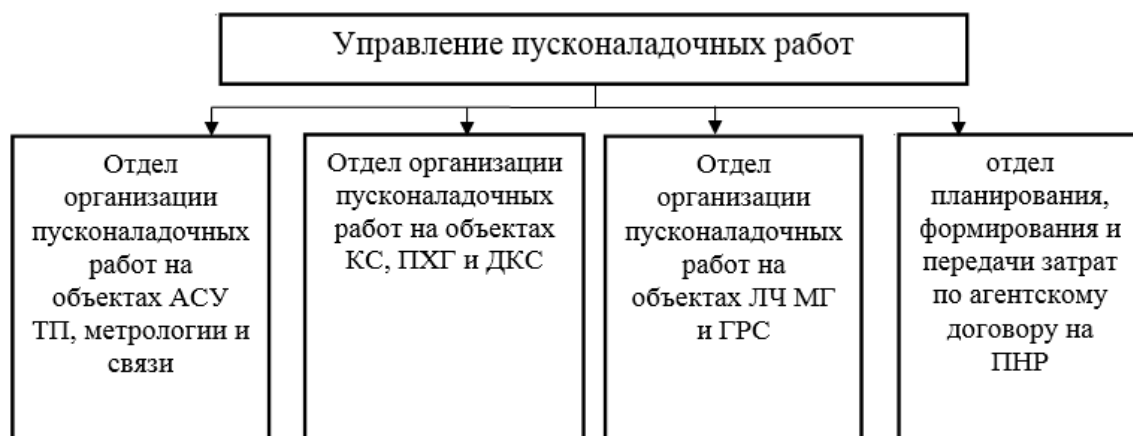 Управление пусконаладочных работ
Отдел
организации
пусконаладочных
работ на
объектах АСУ
ТП, метрологии и
связи
Отдел организации
пусконаладочных
работ на объектах
КС, ПХГ и ДКС
Отдел
организации
пусконаладочных
работ на
объектах ЛЧ МГ
и ГРС
отдел
планирования,
формирования и
передачи затрат
по агентскому
договору на
ПНР